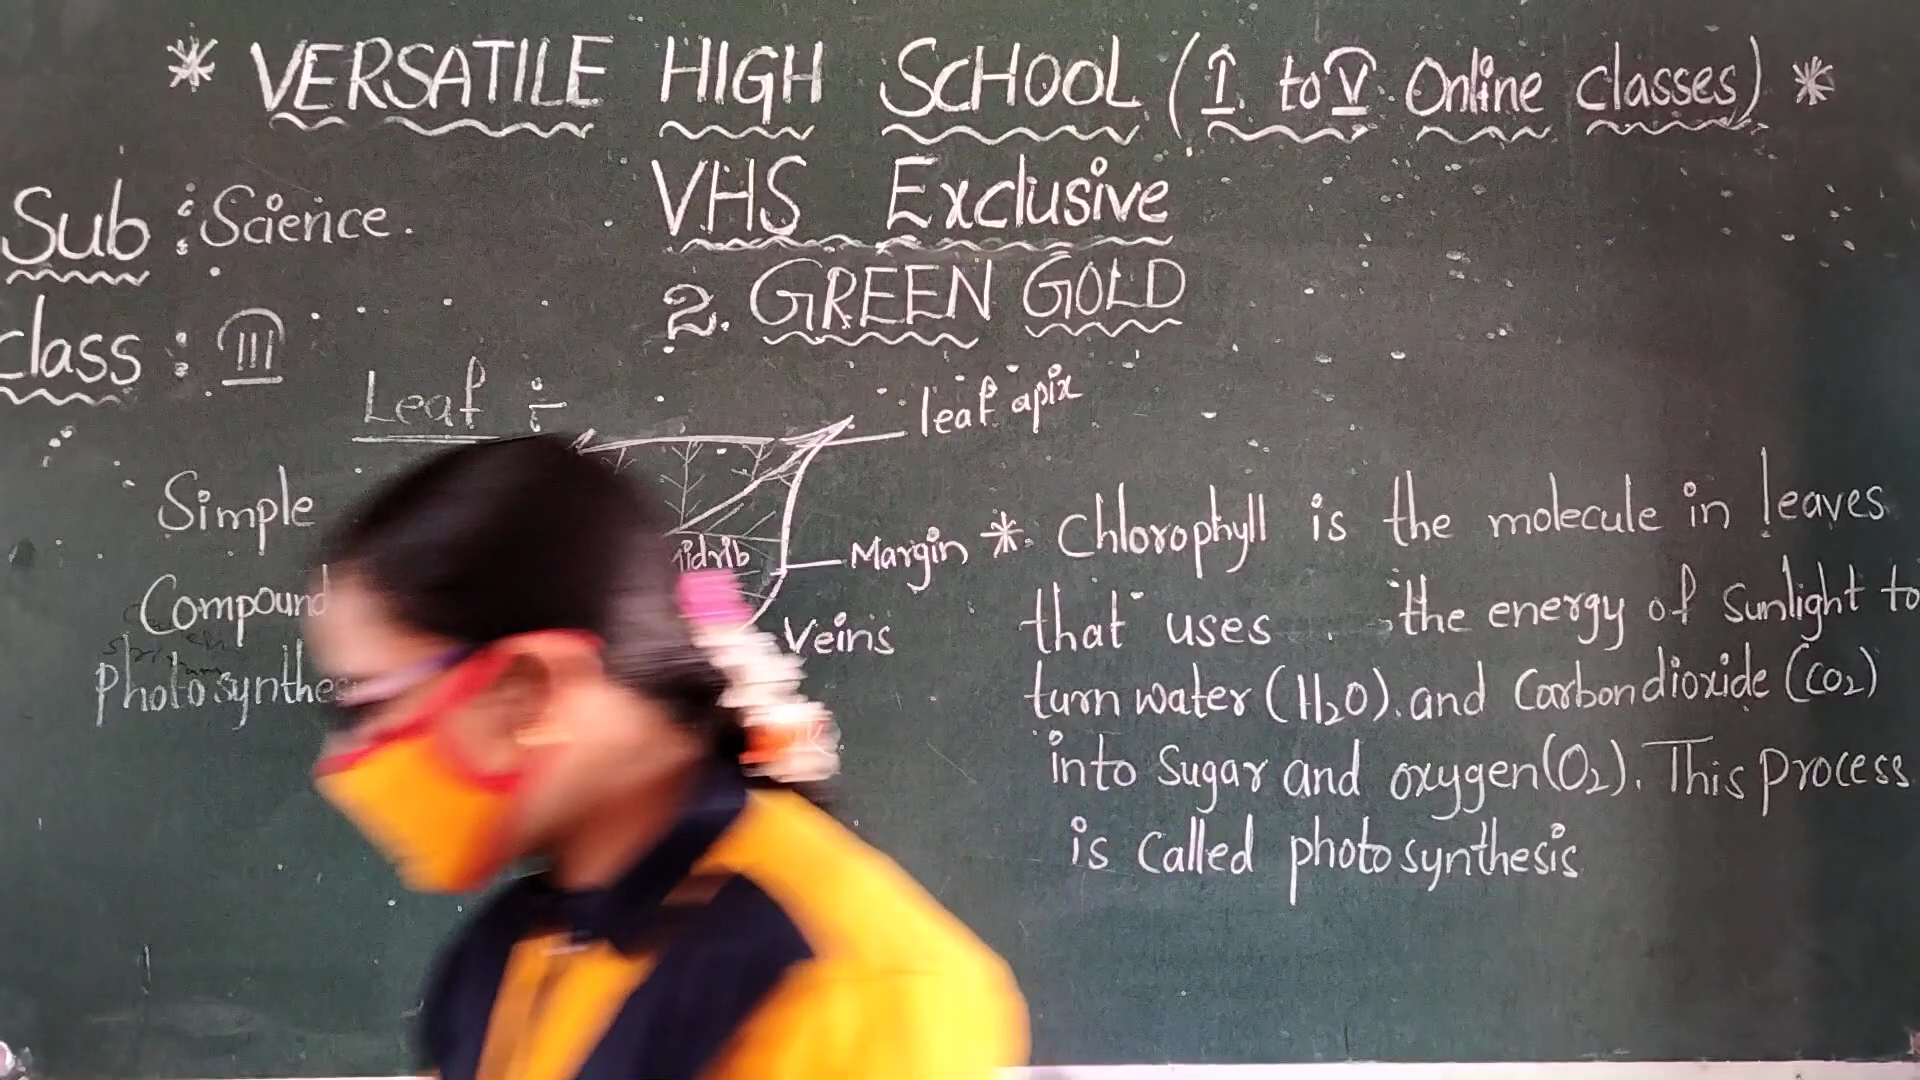 * VERSATILE HIGH SCHOOL (I to V Online classes) *
VHS Exclusive
Sub : Science.
2. GREEN GOLD
class : III
Leaf :-
leaf apix
Simple
Margin
Compound
Veins
* Chlorophyll is the molecule in leaves
that uses the energy of sunlight to
turn water (H2O) and Carbondioxide (CO2)
into Sugar and oxygen (O2). This process
is called photosynthesis